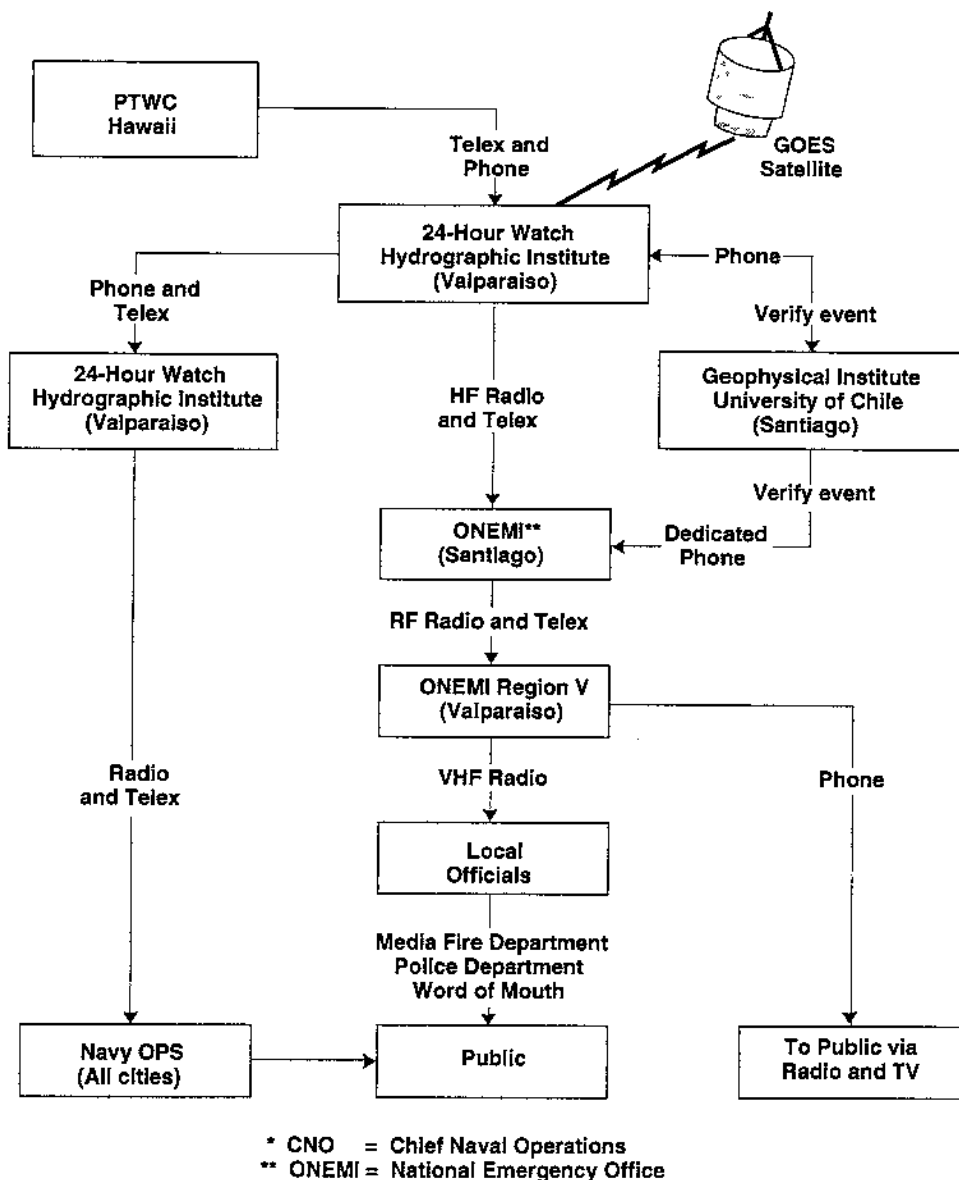 PTWC
Hawaii
GOES
Satellite
Telex and
Phone
24-Hour Watch
Hydrographic Institute
(Valparaiso)
Phone
Phone and
Telex
Verify event
24-Hour Watch
Hydrographic Institute
(Valparaiso)
HF Radio
and Telex
Geophysical Institute
University of Chile
(Santiago)
Verify event
ONEMI**
(Santiago)
Dedicated
Phone
RF Radio and Telex
ONEMI Region V
(Valparaiso)
Radio
and Telex
VHF Radio
Phone
Local
Officials
Media Fire Department
Police Department
Word of Mouth
Navy OPS
(All cities)
Public
To Public via
Radio and TV
* CNO = Chief Naval Operations
** ONEMI = National Emergency Office